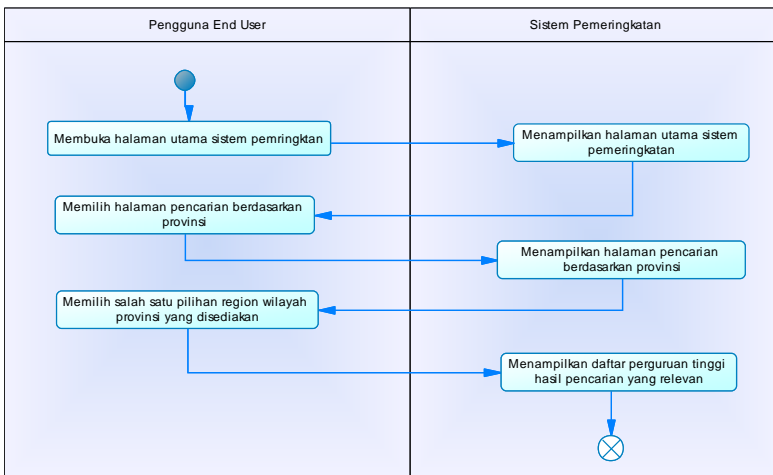 Pengguna End User
Sistem Pemeringkatan
Membuka halaman utama sistem pemringktan
Menampilkan halaman utama sistem
pemeringkatan
Memilih halaman pencarian berdasarkan
provinsi
Menampilkan halaman pencarian
berdasarkan provinsi
Memilih salah satu pilihan region wilayah
provinsi yang disediakan
Menampilkan daftar perguruan tinggi
hasil pencarian yang relevan